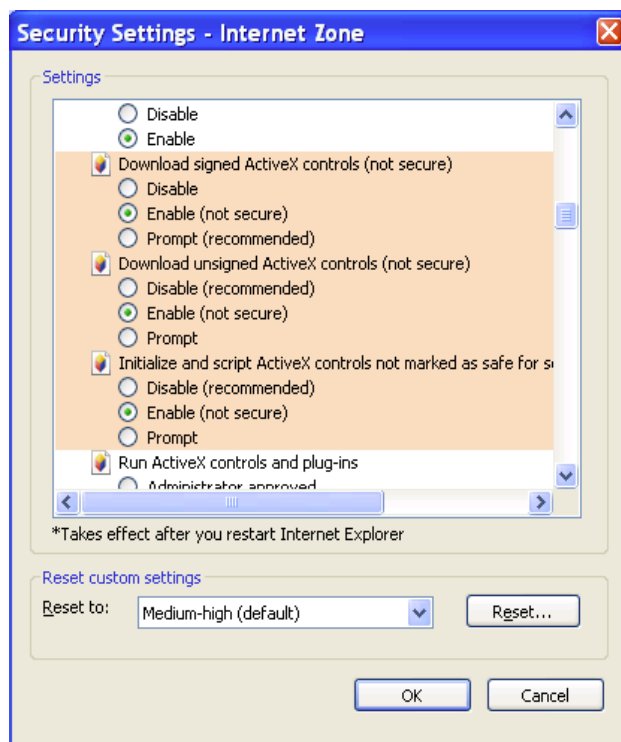 Security Settings - Internet Zone
Settings
Disable
Enable
Download signed ActiveX controls (not secure)
Disable
Enable (not secure)
Prompt (recommended)
Download unsigned ActiveX controls (not secure)
Disable (recommended)
Enable (not secure)
Prompt
Initialize and script ActiveX controls not marked as safe for
Disable (recommended)
Enable (not secure)
Prompt
Run ActiveX controls and plug-ins
Administrator approved
*Takes effect after you restart Internet Explorer
Reset custom settings
Reset to: Medium-high (default) Reset...
OK Cancel